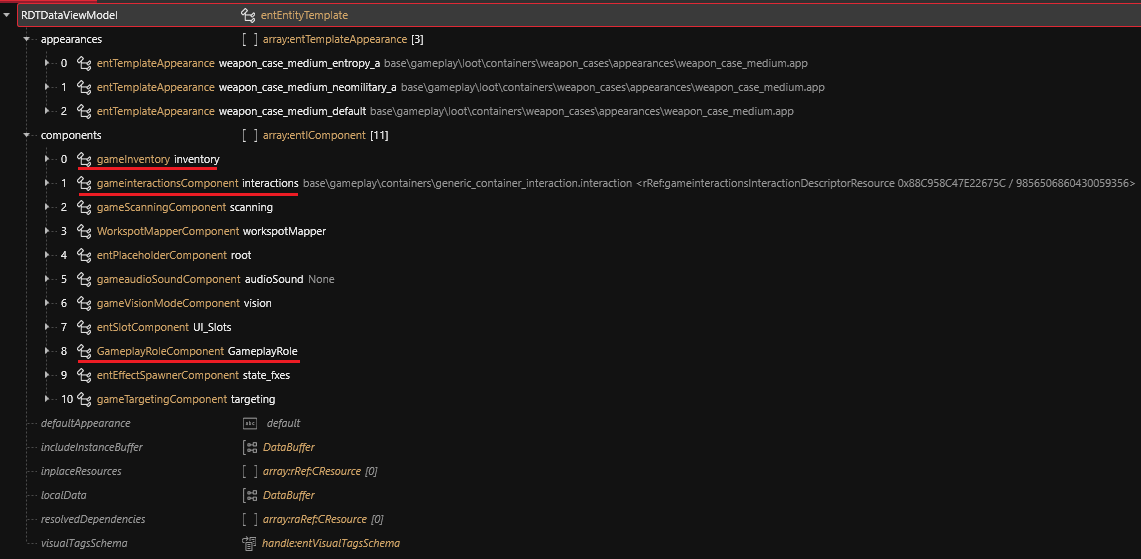 RDTDataViewModel entEntityTemplate
appearances [ ] array:entTemplateAppearance [3]
0 entTemplateAppearance weapon_case_medium_entropy_a base\gameplay\loot\containers\weapon_cases\appearances\weapon_case_medium.app
1 entTemplateAppearance weapon_case_medium_neomilitary_a base\gameplay\loot\containers\weapon_cases\appearances\weapon_case_medium.app
2 entTemplateAppearance weapon_case_medium_default base\gameplay\loot\containers\weapon_cases\appearances\weapon_case_medium.app
components [ ] array:entIComponent [11]
0 gameInventory inventory
1 gameinteractionsComponent interactions base\gameplay\containers\generic_container_interaction.interaction <rRef:gameinteractionsInteractionDescriptorResource 0x88C958C47E22675C / 9856506860430059356>
2 gameScanningComponent scanning
3 WorkspotMapperComponent workspotMapper
4 entPlaceholderComponent root
5 gameaudioSoundComponent audioSound None
6 gameVisionModeComponent vision
7 entSlotComponent UI_Slots
8 GameplayRoleComponent GameplayRole
9 entEffectSpawnerComponent state_fxes
10 gameTargetingComponent targeting
defaultAppearance abc default
includeInstanceBuffer DataBuffer
inplaceResources [ ] array:rRef:CResource [0]
localData DataBuffer
resolvedDependencies [ ] array:raRef:CResource [0]
visualTagsSchema handle:entVisualTagsSchema